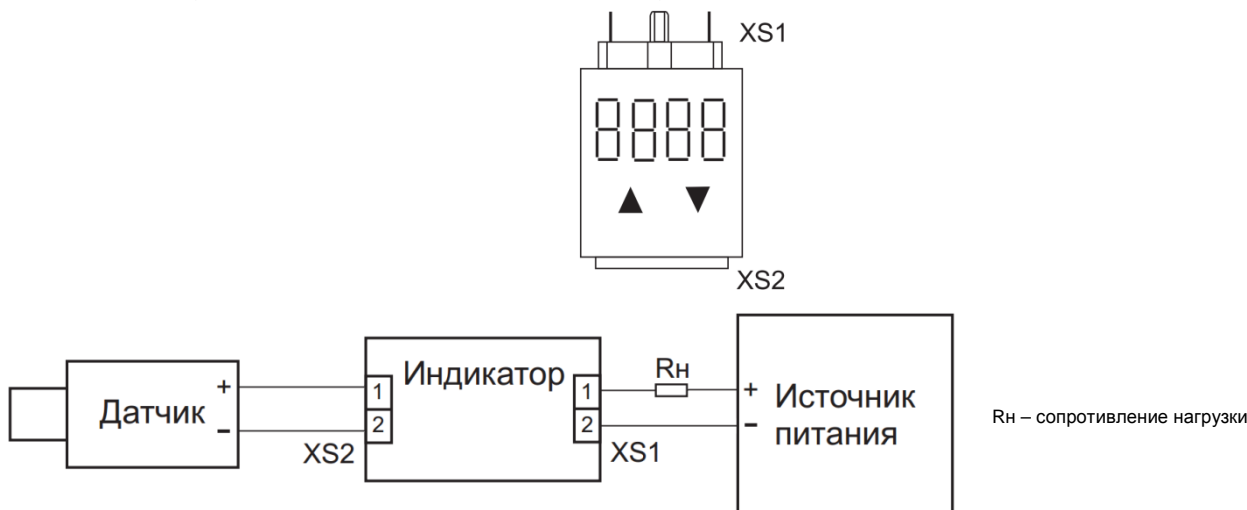 XS1
8888
XS2
Датчик
+
–
1
2
XS2
Индикатор
1
2
XS1
Rн
+
–
Источник
питания
Rн – сопротивление нагрузки